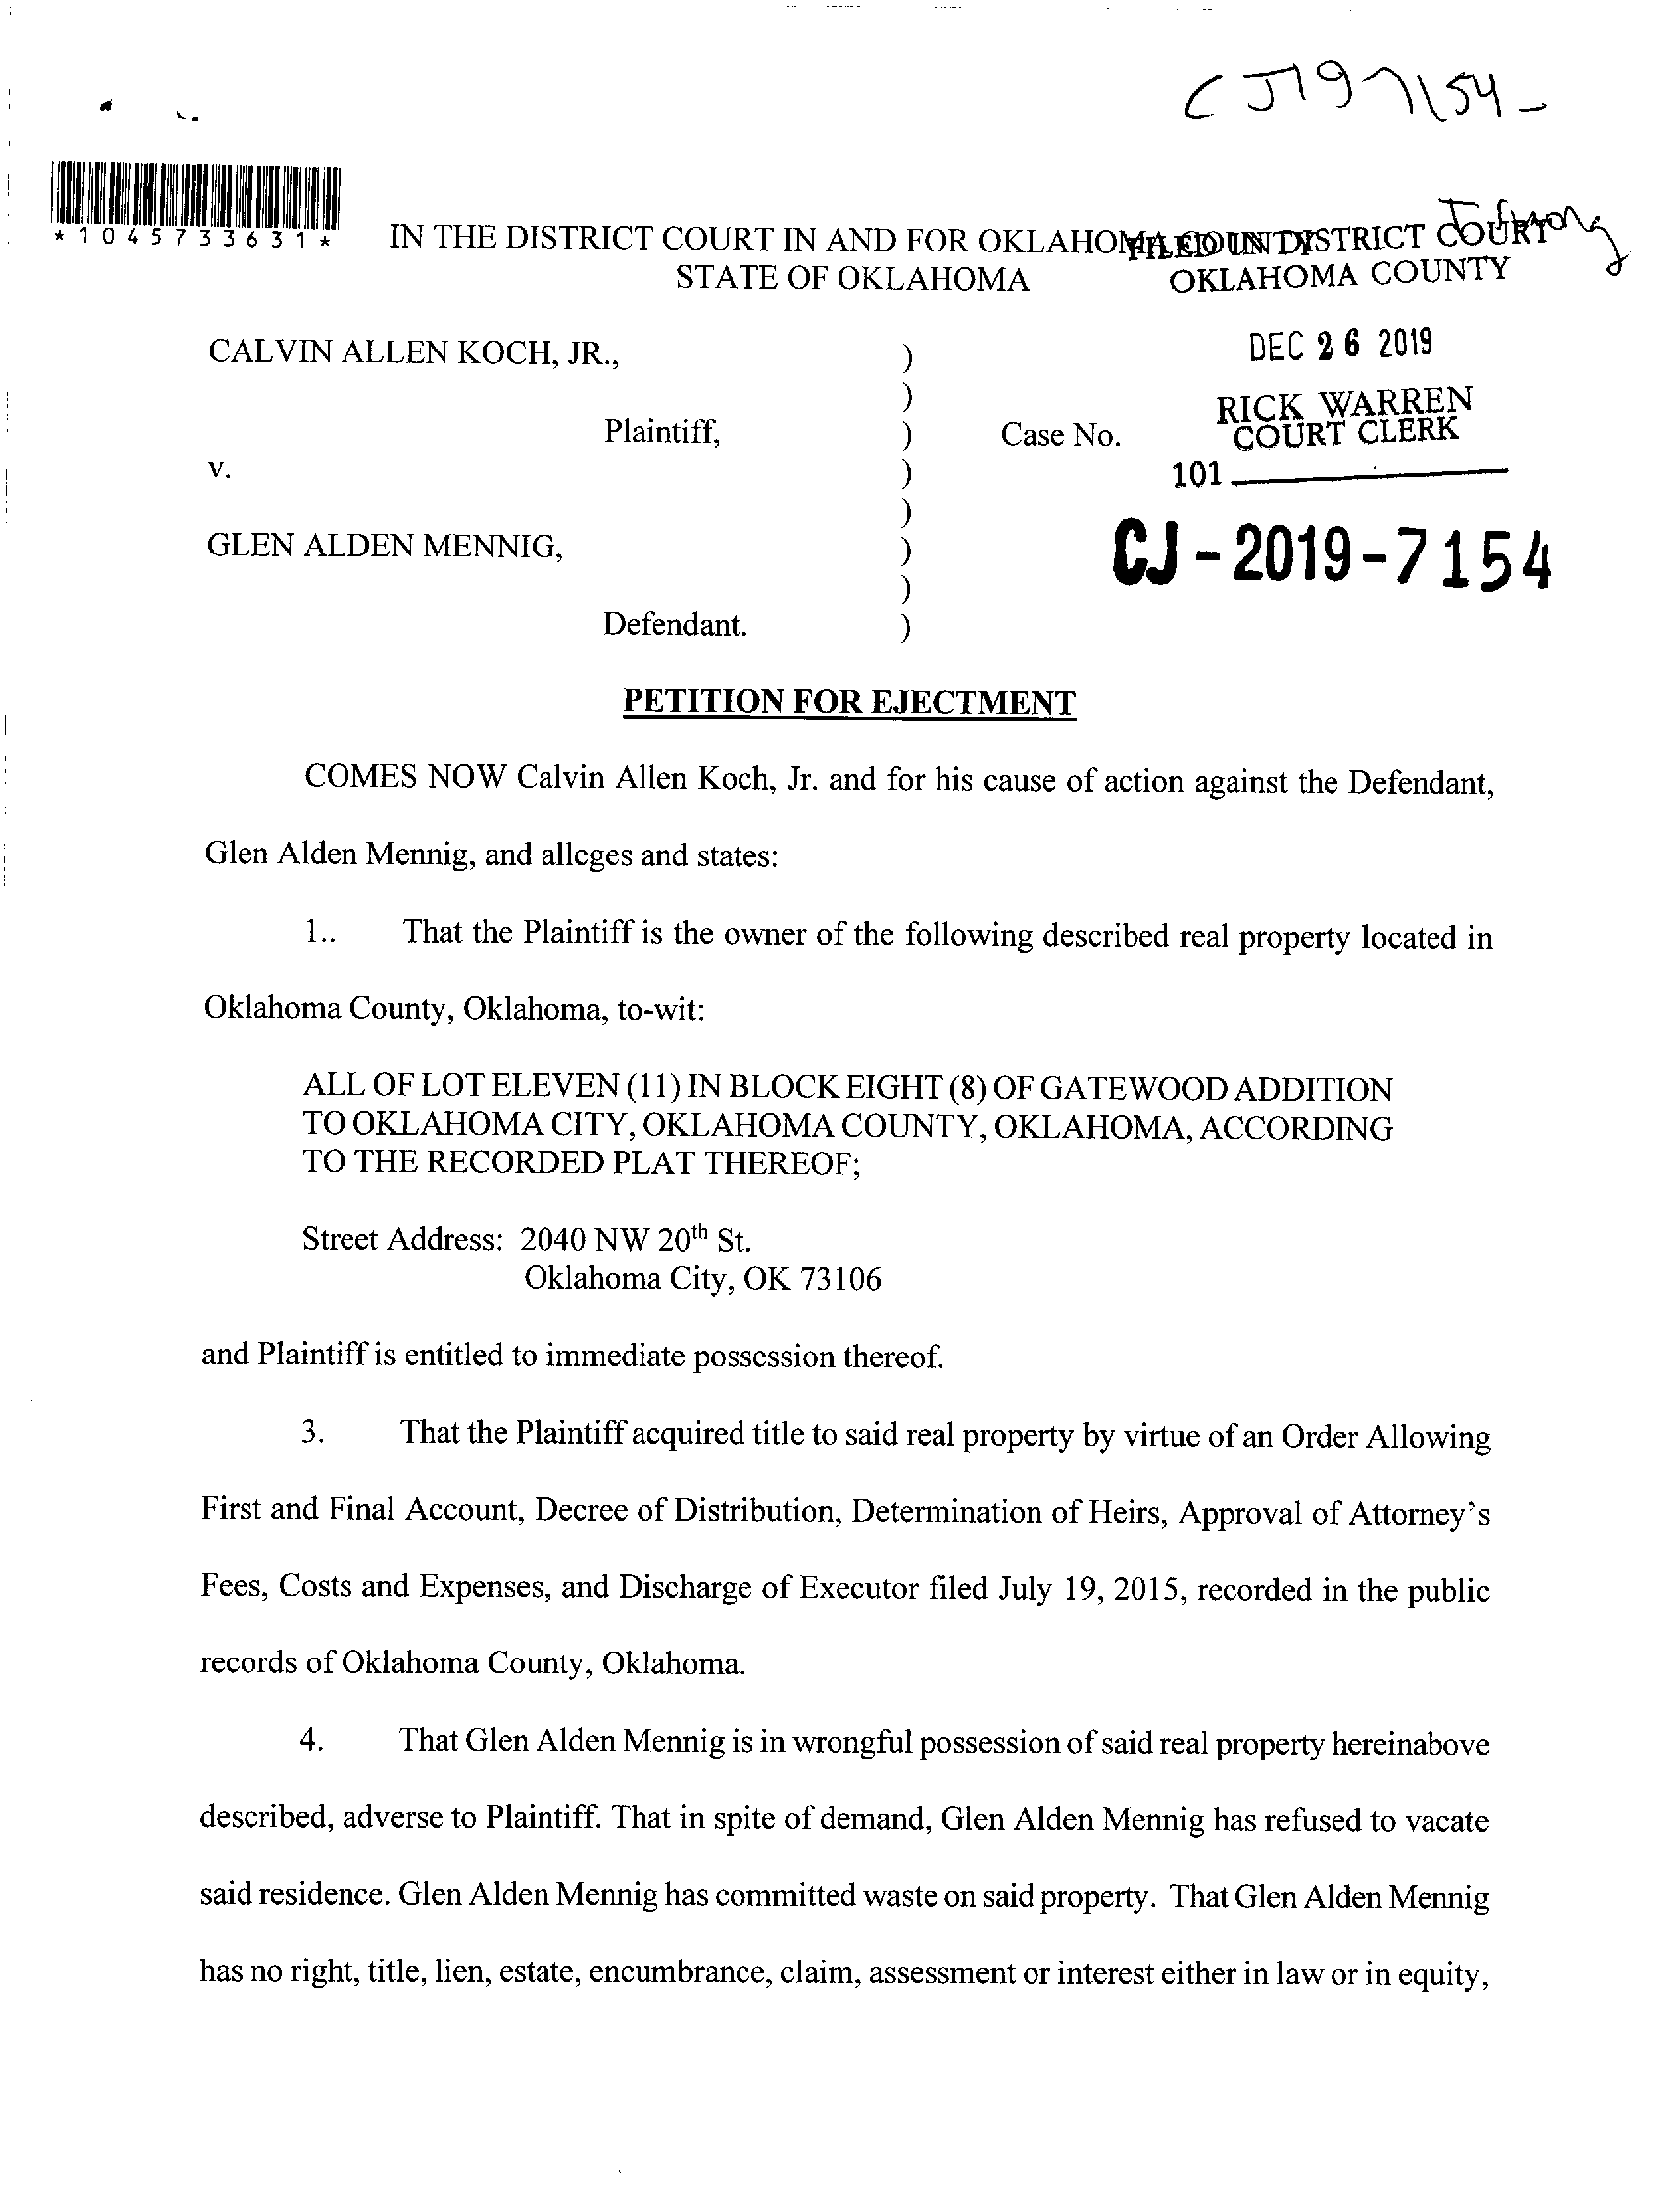 CJ197154-
*1045733631*
IN THE DISTRICT COURT IN AND FOR OKLAHOMA COUNTY
STATE OF OKLAHOMA
FILED IN DISTRICT COURT
OKLAHOMA COUNTY
CALVIN ALLEN KOCH, JR., )
DEC 26 2019
)
Plaintiff, ) Case No.
RICK WARREN
COURT CLERK
v. )
101
)
GLEN ALDEN MENNIG, )
CJ-2019-7154
)
Defendant. )
PETITION FOR EJECTMENT
COMES NOW Calvin Allen Koch, Jr. and for his cause of action against the Defendant,
Glen Alden Mennig, and alleges and states:
1.. That the Plaintiff is the owner of the following described real property located in
Oklahoma County, Oklahoma, to-wit:
ALL OF LOT ELEVEN (11) IN BLOCK EIGHT (8) OF GATEWOOD ADDITION
TO OKLAHOMA CITY, OKLAHOMA COUNTY, OKLAHOMA, ACCORDING
TO THE RECORDED PLAT THEREOF;
Street Address: 2040 NW 20th St.
Oklahoma City, OK 73106
and Plaintiff is entitled to immediate possession thereof.
3. That the Plaintiff acquired title to said real property by virtue of an Order Allowing
First and Final Account, Decree of Distribution, Determination of Heirs, Approval of Attorney's
Fees, Costs and Expenses, and Discharge of Executor filed July 19, 2015, recorded in the public
records of Oklahoma County, Oklahoma.
4. That Glen Alden Mennig is in wrongful possession of said real property hereinabove
described, adverse to Plaintiff. That in spite of demand, Glen Alden Mennig has refused to vacate
said residence. Glen Alden Mennig has committed waste on said property. That Glen Alden Mennig
has no right, title, lien, estate, encumbrance, claim, assessment or interest either in law or in equity,